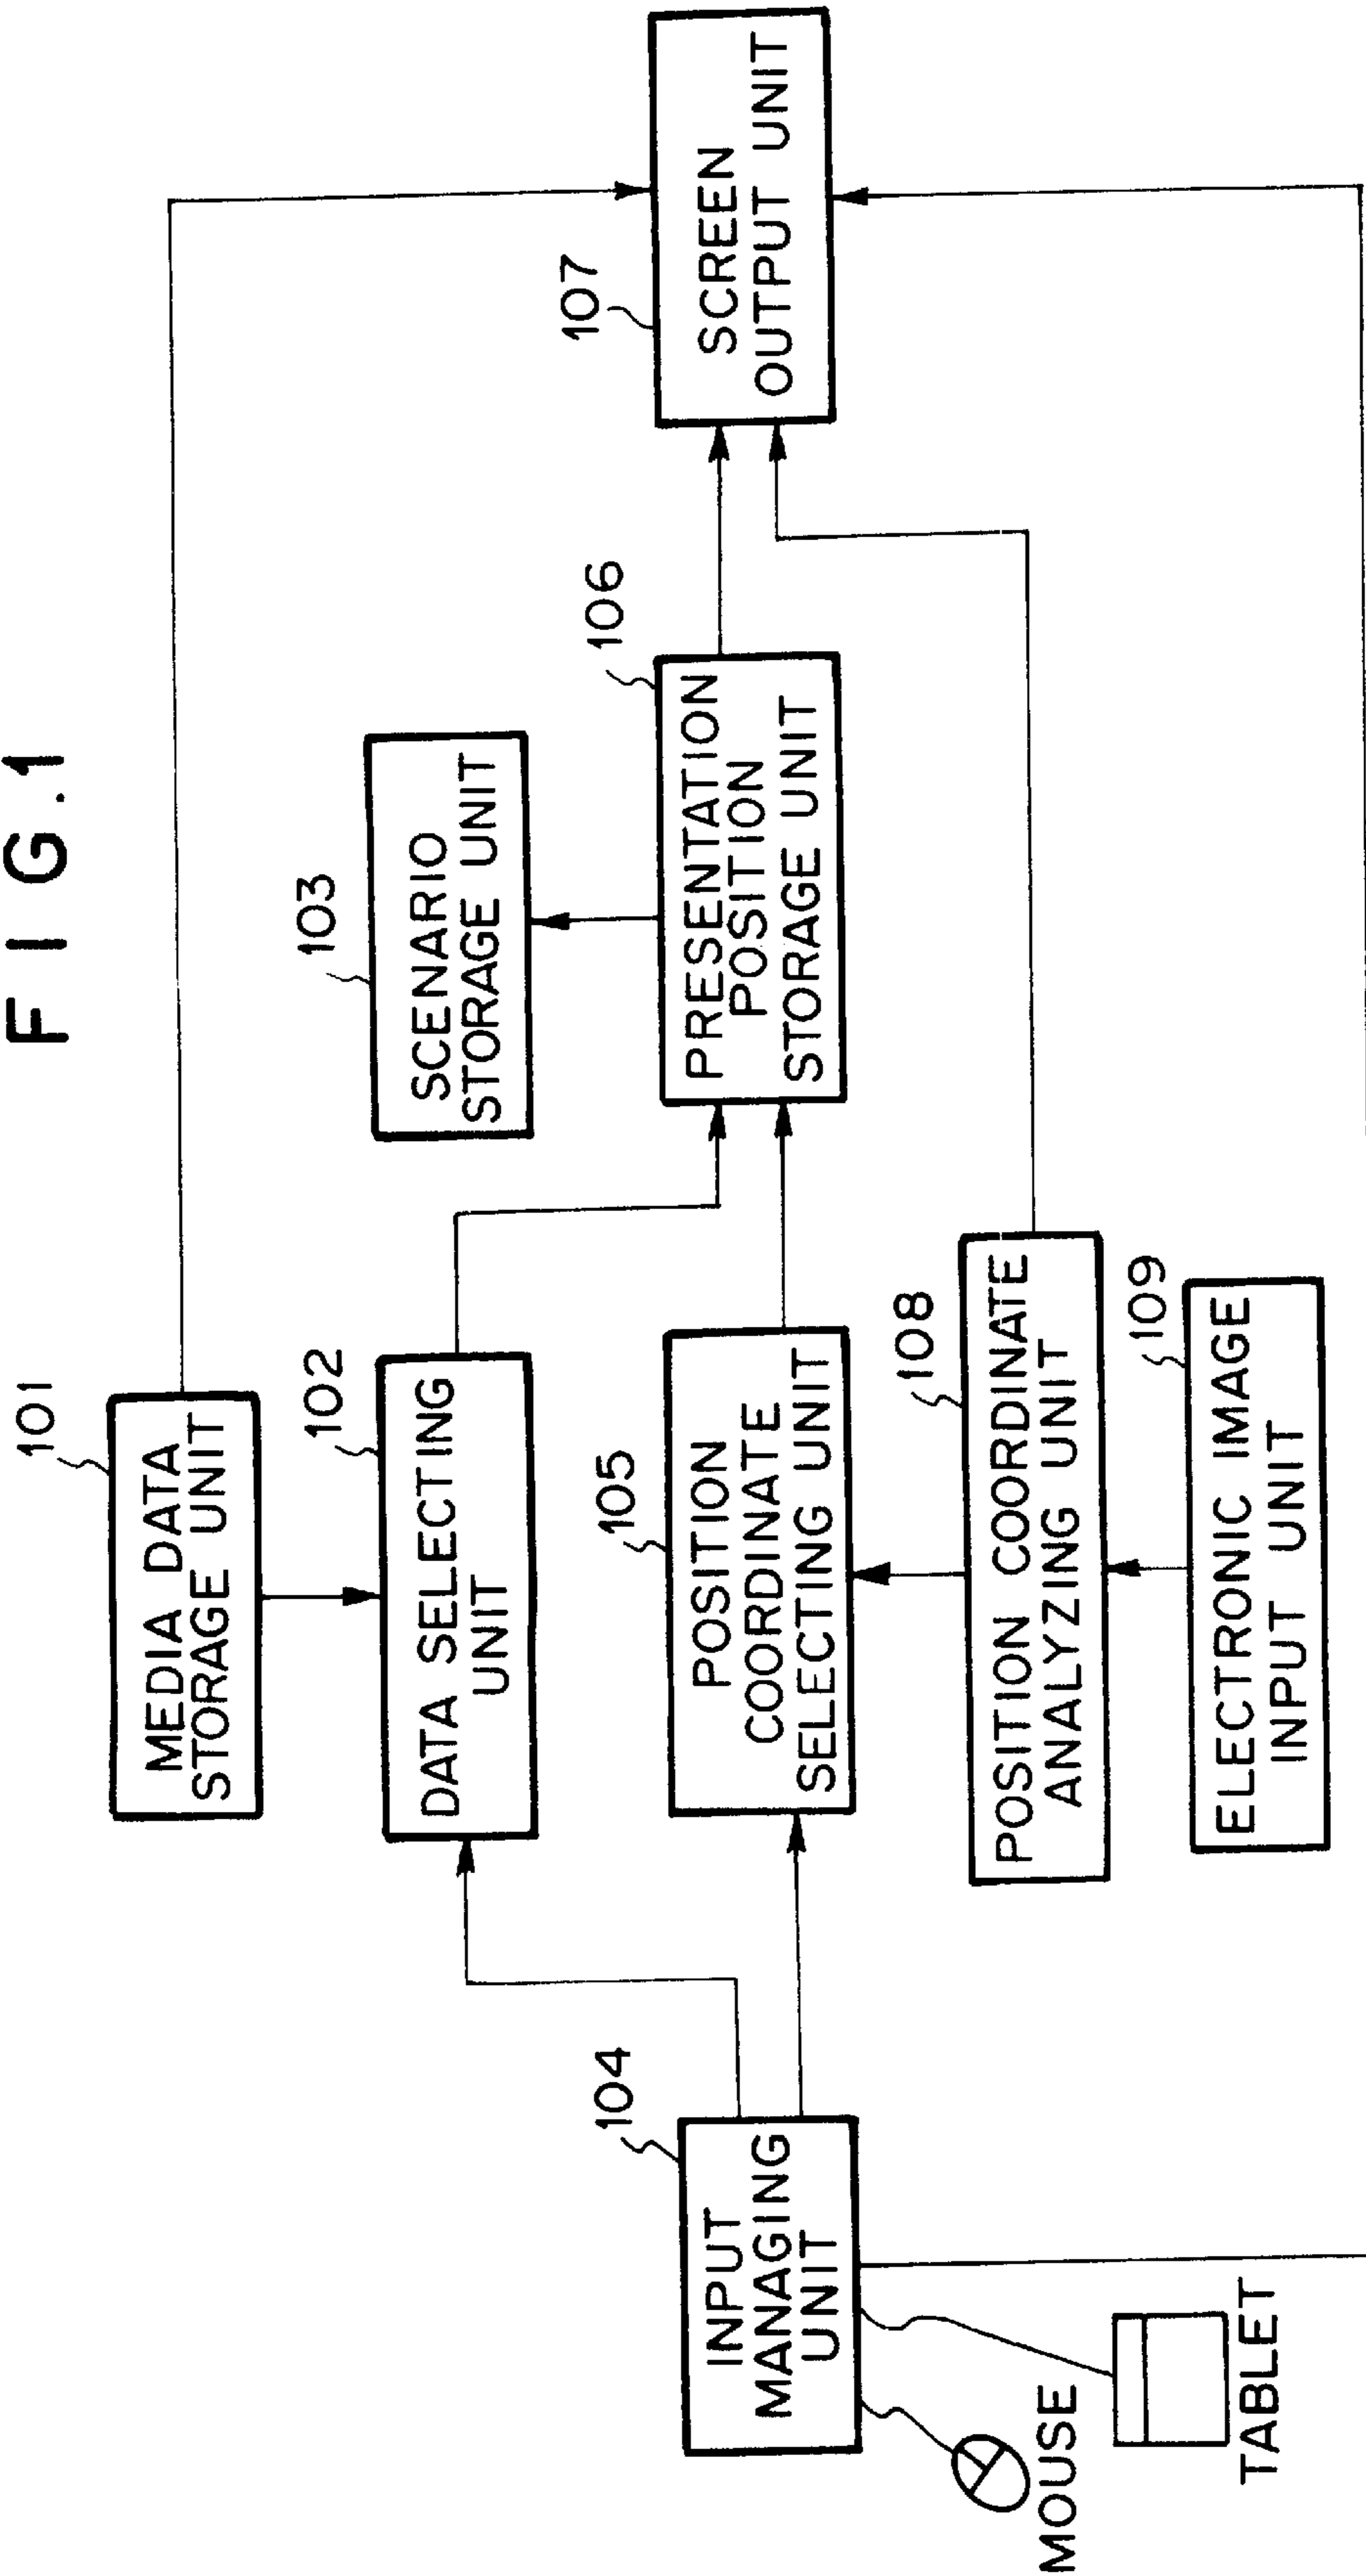 FIG.1
101
MEDIA DATA
STORAGE UNIT
102
DATA SELECTING
UNIT
103
SCENARIO
STORAGE UNIT
104
INPUT
MANAGING
UNIT
105
POSITION
COORDINATE
SELECTING UNIT
106
PRESENTATION
POSITION
STORAGE UNIT
107
SCREEN
OUTPUT UNIT
108
POSITION COORDINATE
ANALYZING UNIT
109
ELECTRONIC IMAGE
INPUT UNIT
MOUSE
TABLET